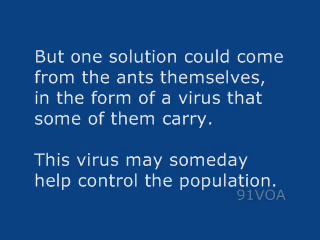 But one solution could come
from the ants themselves,
in the form of a virus that
some of them carry.
This virus may someday
help control the population.
91VOA